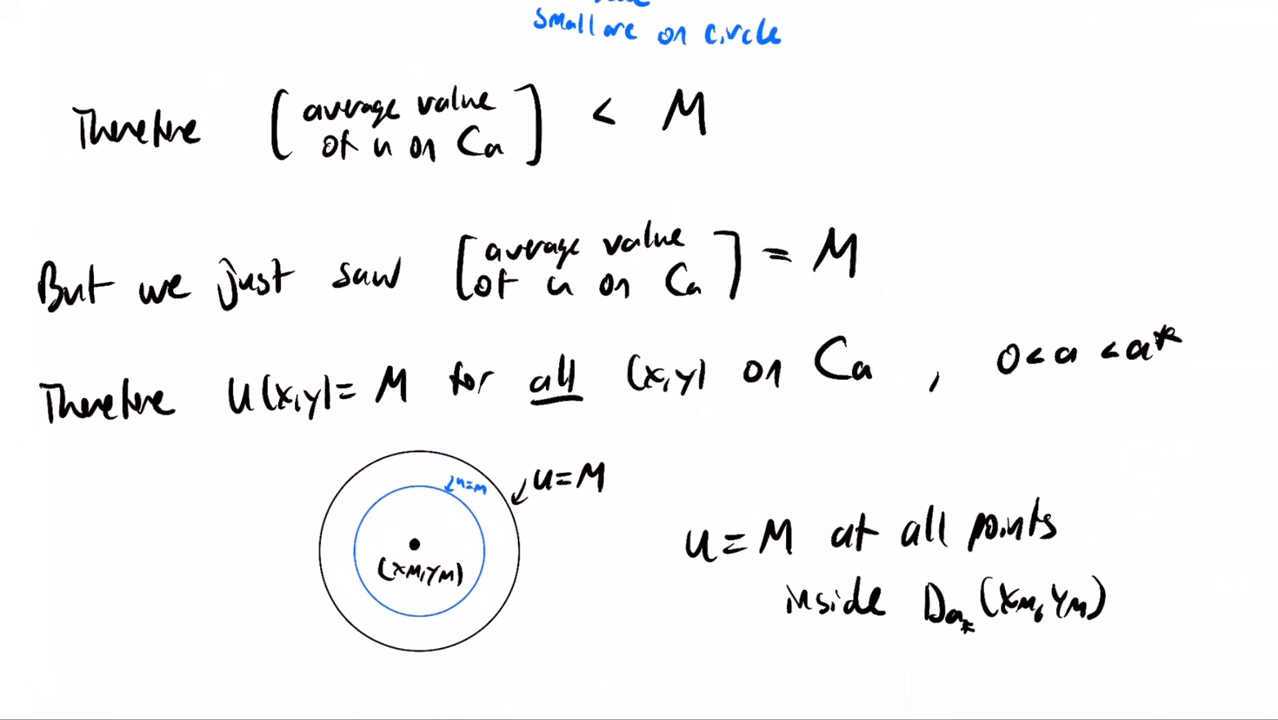 small arc on circle
Therefore [average value of u on Ca] < M
But we just saw [average value of u on Ca] = M
Therefore u(x,y) = M for all (x,y) on Ca , 0<a<a*
u=M
u=M
(xM,yM)
u = M at all points
inside Da*(xM,yM)